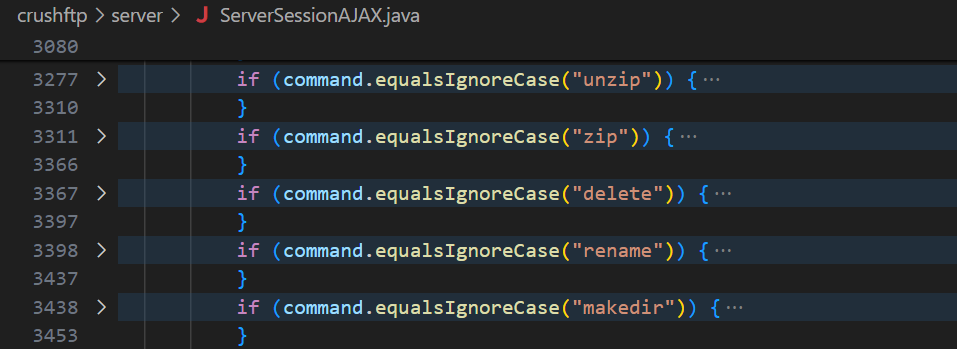 crushftp > server > J ServerSessionAJAX.java
3080
3277 > if (command.equalsIgnoreCase("unzip")) { ⋯
3310 }
3311 > if (command.equalsIgnoreCase("zip")) { ⋯
3366 }
3367 > if (command.equalsIgnoreCase("delete")) { ⋯
3397 }
3398 > if (command.equalsIgnoreCase("rename")) { ⋯
3437 }
3438 > if (command.equalsIgnoreCase("makedir")) { ⋯
3453 }